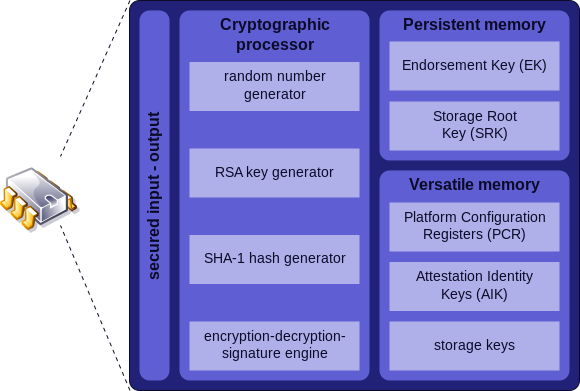 secured input - output
Cryptographic
processor
random number
generator
RSA key generator
SHA-1 hash generator
encryption-decryption-
signature engine
Persistent memory
Endorsement Key (EK)
Storage Root
Key (SRK)
Versatile memory
Platform Configuration
Registers (PCR)
Attestation Identity
Keys (AIK)
storage keys